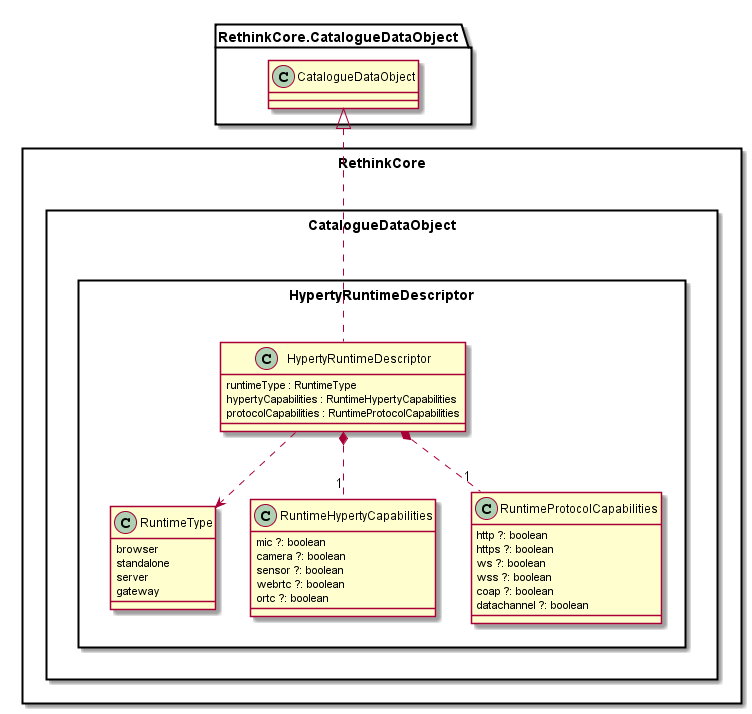 RethinkCore.CatalogueDataObject
C CatalogueDataObject
RethinkCore
CatalogueDataObject
HypertyRuntimeDescriptor
C HypertyRuntimeDescriptor
runtimeType : RuntimeType
hypertyCapabilities : RuntimeHypertyCapabilities
protocolCapabilities : RuntimeProtocolCapabilities
1
1
C RuntimeType
browser
standalone
server
gateway
C RuntimeHypertyCapabilities
mic ?: boolean
camera ?: boolean
sensor ?: boolean
webrtc ?: boolean
ortc ?: boolean
C RuntimeProtocolCapabilities
http ?: boolean
https ?: boolean
ws ?: boolean
wss ?: boolean
coap ?: boolean
datachannel ?: boolean